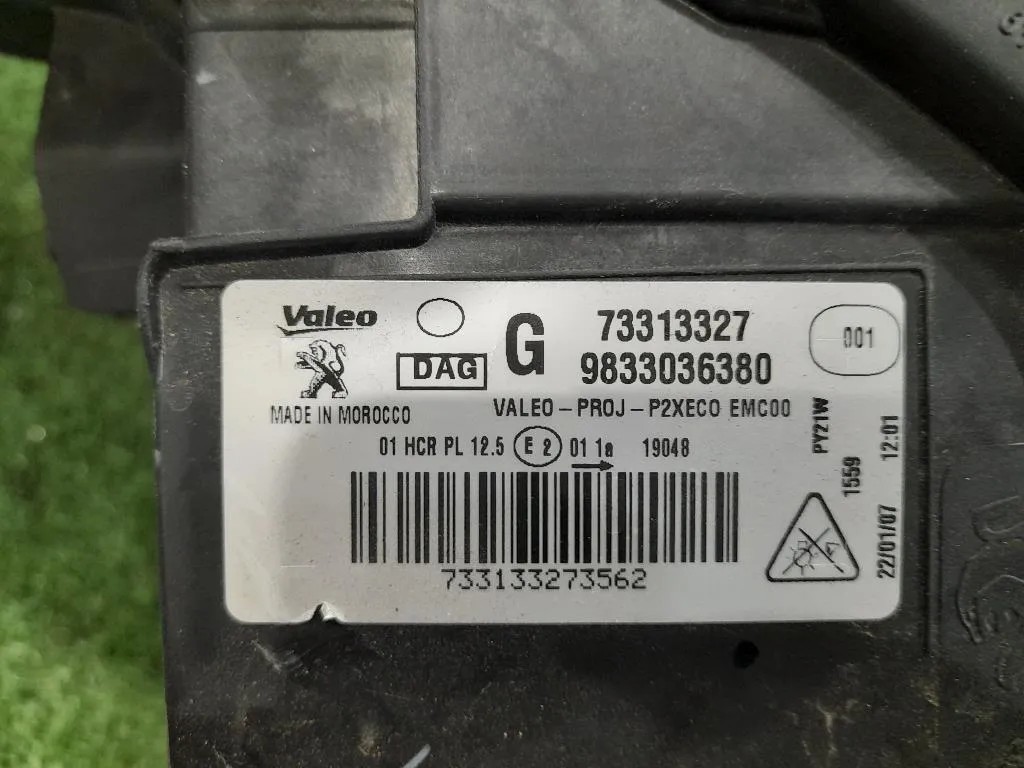 Valeo
G
73313327
001
DAG
9833036380
MADE IN MOROCCO
VALEO-PROJ-P2XECO EMC00
01 HCR PL 12.5 E 2 01 1a 19048
733133273562
PY21W
1559
22/01/07 12:01